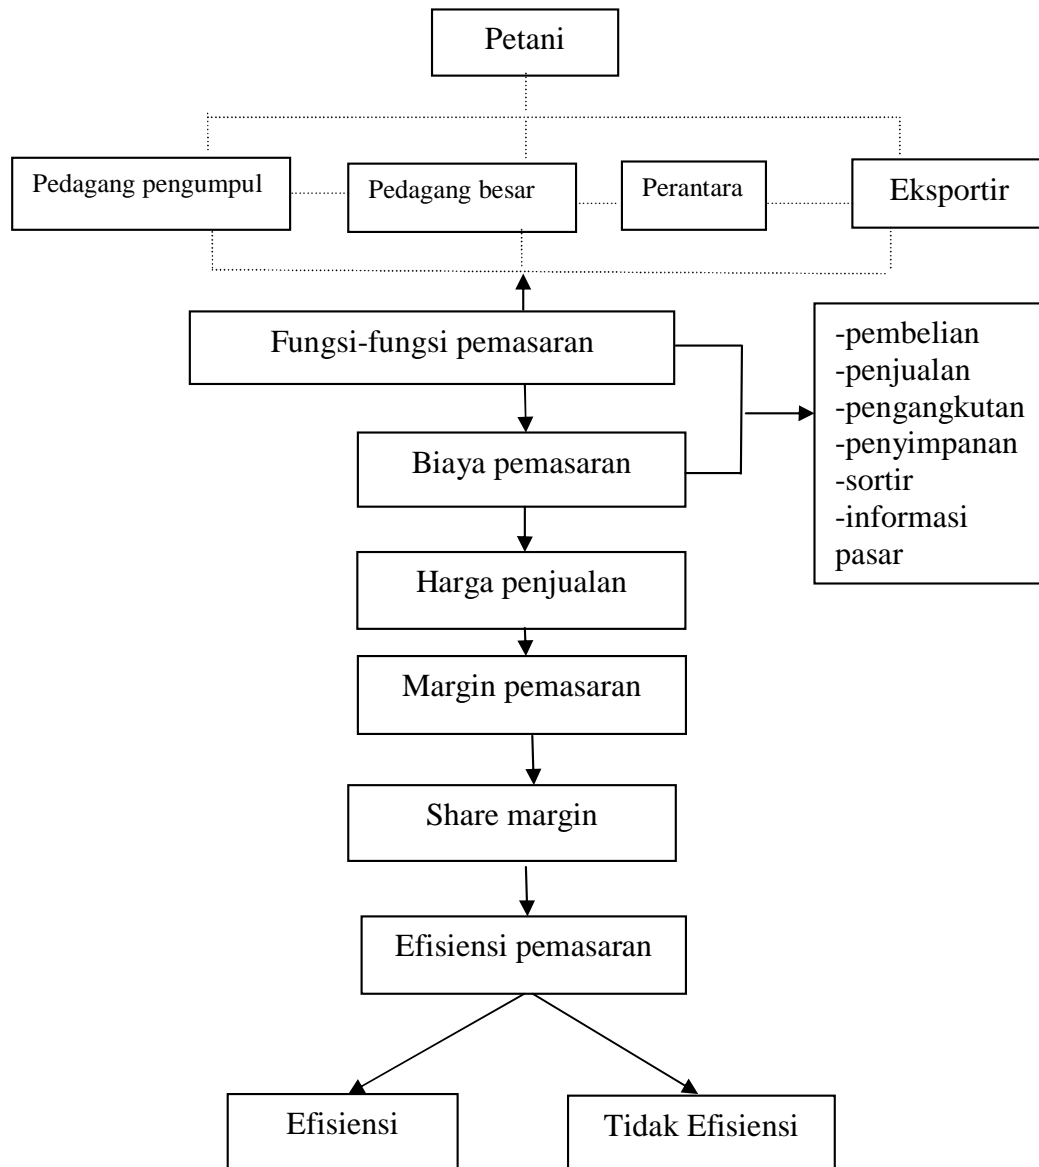 Petani
Pedagang pengumpul
Pedagang besar
Perantara
Eksportir
Fungsi-fungsi pemasaran
-pembelian
-penjualan
-pengangkutan
-penyimpanan
-sortir
-informasi
pasar
Biaya pemasaran
Harga penjualan
Margin pemasaran
Share margin
Efisiensi pemasaran
Efisiensi
Tidak Efisiensi